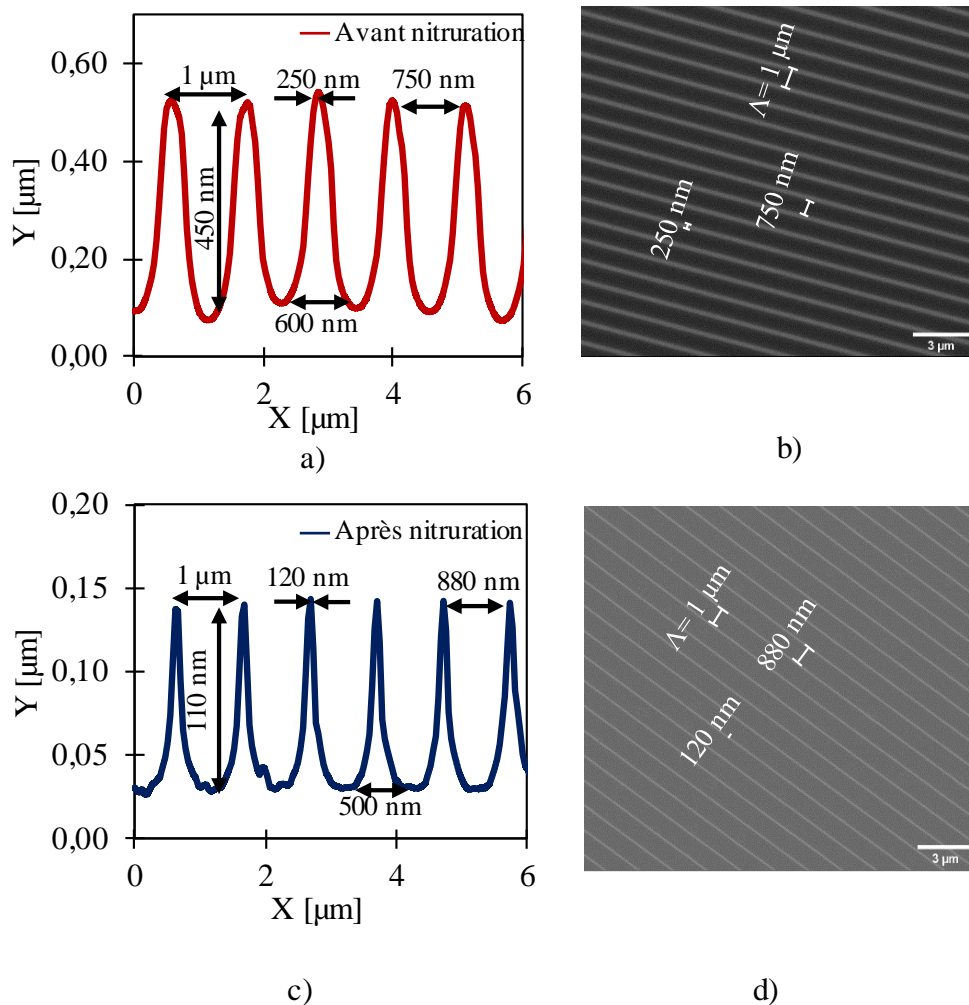 Avant nitruration
0,60
0,40
0,20
0,00
Y [µm]
1 µm
250 nm
750 nm
450 nm
600 nm
0
2
4
6
X [µm]
a)
Λ= 1 µm
750 nm
250 nm
3 µm
b)
Après nitruration
0,20
0,15
0,10
0,05
0,00
Y [µm]
1 µm
120 nm
880 nm
110 nm
500 nm
0
2
4
6
X [µm]
c)
Λ= 1 µm
880 nm
120 nm
3 µm
d)